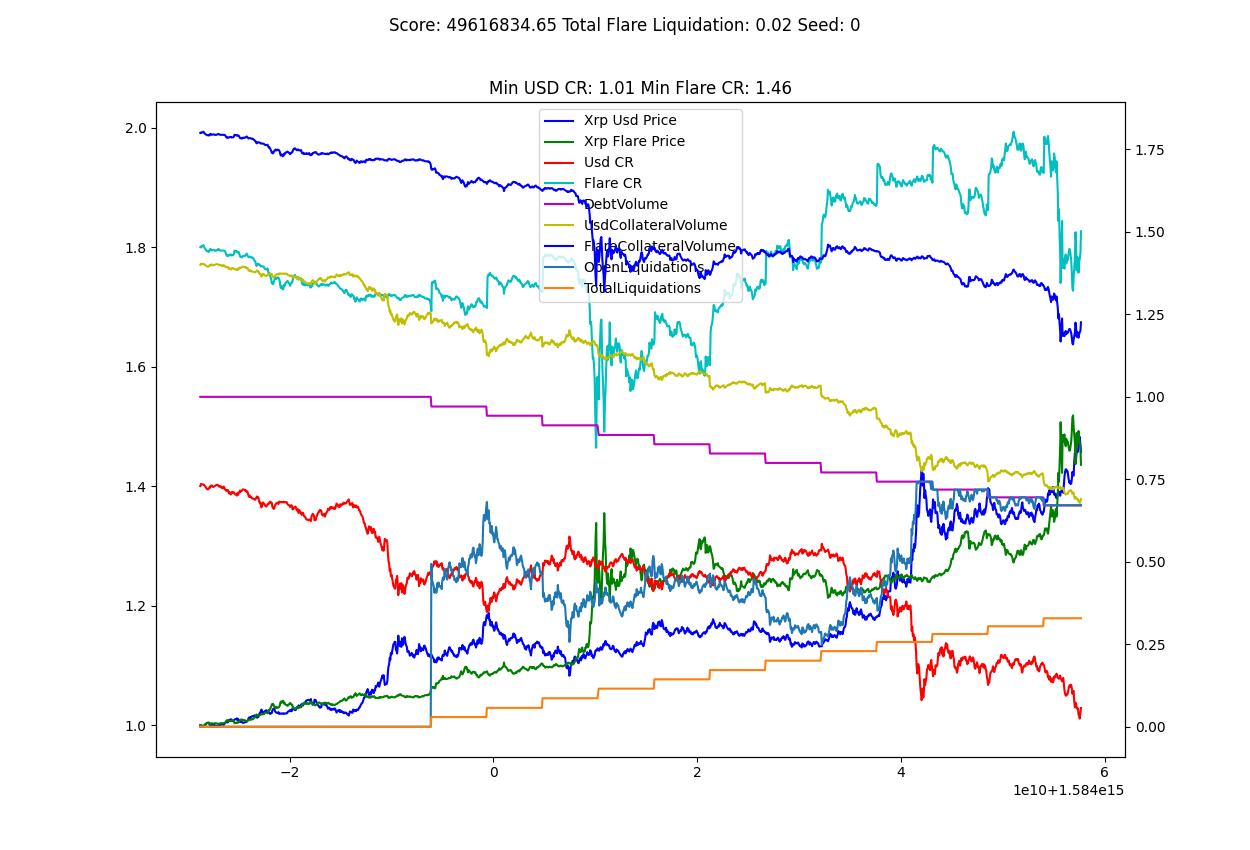 Score: 49616834.65 Total Flare Liquidation: 0.02 Seed: 0
Min USD CR: 1.01 Min Flare CR: 1.46
Xrp Usd Price
Xrp Flare Price
Usd CR
Flare CR
DebtVolume
UsdCollateralVolume
FlareCollateralVolume
OpenLiquidations
TotalLiquidations
2.0
1.8
1.6
1.4
1.2
1.0
1.75
1.50
1.25
1.00
0.75
0.50
0.25
0.00
−2 0 2 4 6
1e10+1.584e15